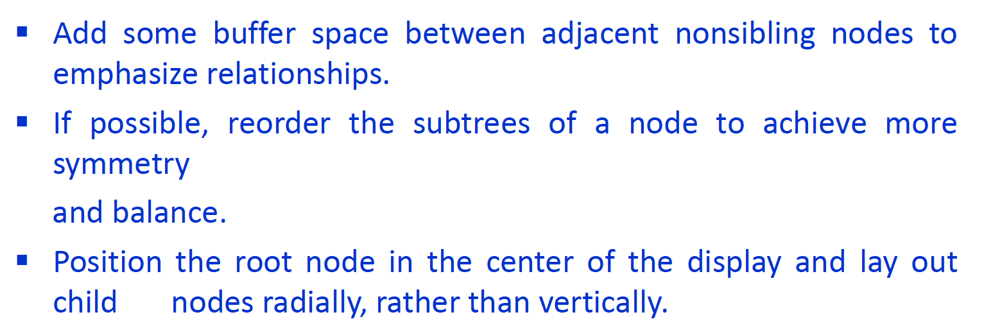 ▪ Add some buffer space between adjacent nonsibling nodes to
emphasize relationships.
▪ If possible, reorder the subtrees of a node to achieve more
symmetry
and balance.
▪ Position the root node in the center of the display and lay out
child nodes radially, rather than vertically.